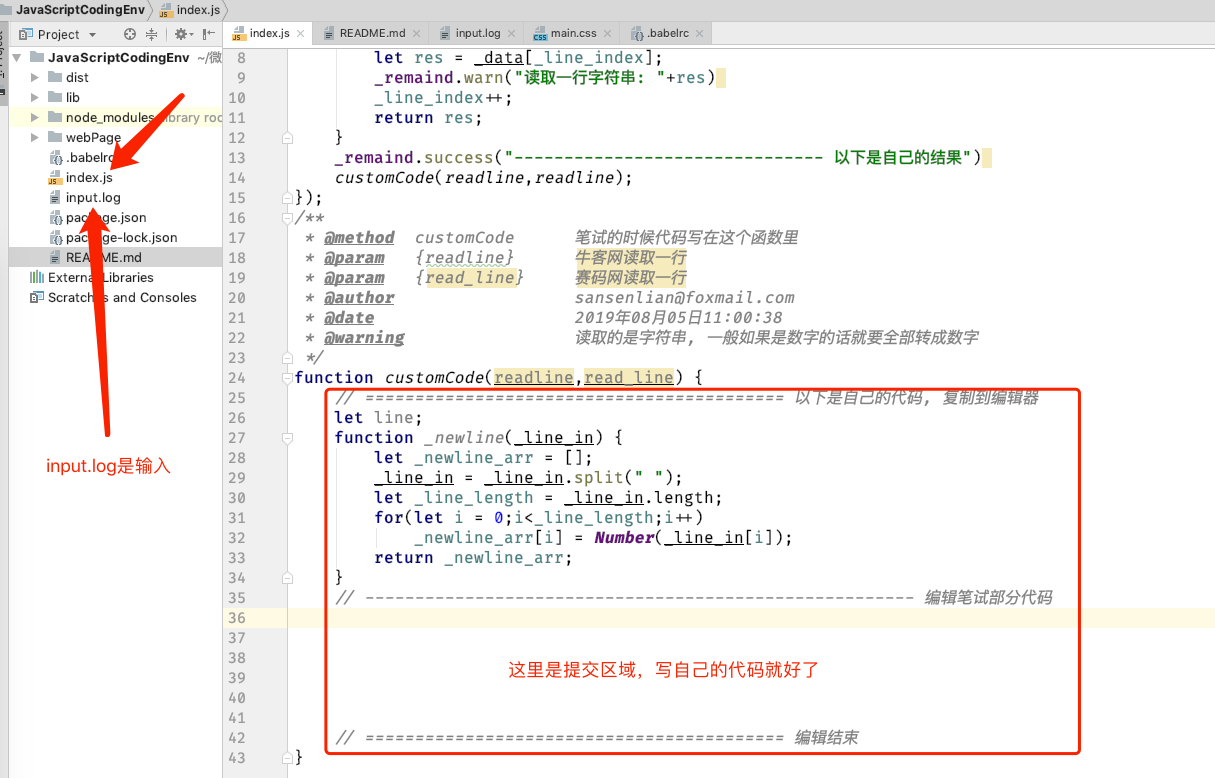 JavaScriptCodingEnv
index.js
Project
index.js
README.md
input.log
main.css
.babelrc
JavaScriptCodingEnv ~/微
dist
lib
node_modules library roo
webPage
.babelrc
index.js
input.log
package.json
package-lock.json
README.md
External Libraries
Scratches and Consoles
input.log是输入
8 let res = _data[_line_index];
9 _remaind.warn("读取一行字符串: "+res)
10 _line_index++;
11 return res;
12 }
13 _remaind.success("------------------------------- 以下是自己的结果")
14 customCode(readline,readline);
15 });
16 /**
17 * @method customCode 笔试的时候代码写在这个函数里
18 * @param {readline} 牛客网读取一行
19 * @param {read_line} 赛码网读取一行
20 * @author sansenlian@foxmail.com
21 * @date 2019年08月05日11:00:38
22 * @warning 读取的是字符串, 一般如果是数字的话就要全部转成数字
23 */
24 function customCode(readline,read_line) {
25 // ========================================== 以下是自己的代码, 复制到编辑器
26 let line;
27 function _newline(_line_in) {
28 let _newline_arr = [];
29 _line_in = _line_in.split(" ");
30 let _line_length = _line_in.length;
31 for(let i = 0;i<_line_length;i++)
32 _newline_arr[i] = Number(_line_in[i]);
33 return _newline_arr;
34 }
35 // ------------------------------------------------------- 编辑笔试部分代码
36
37
38
这里是提交区域，写自己的代码就好了
39
40
41
42 // ========================================== 编辑结束
43 }